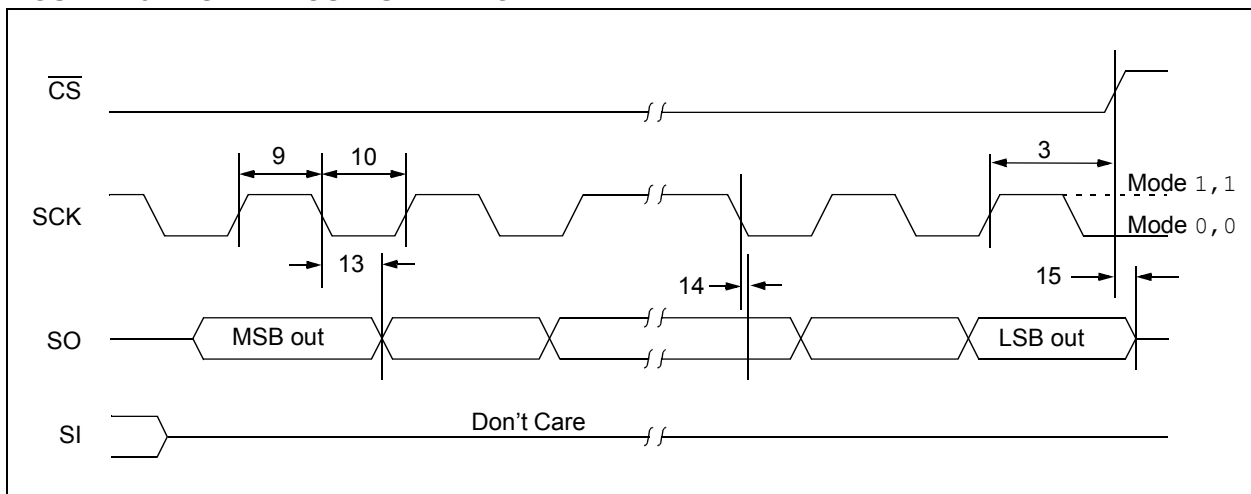 CS
9
10
3
Mode 1,1
SCK
Mode 0,0
13
14
15
SO
MSB out
LSB out
SI
Don't Care